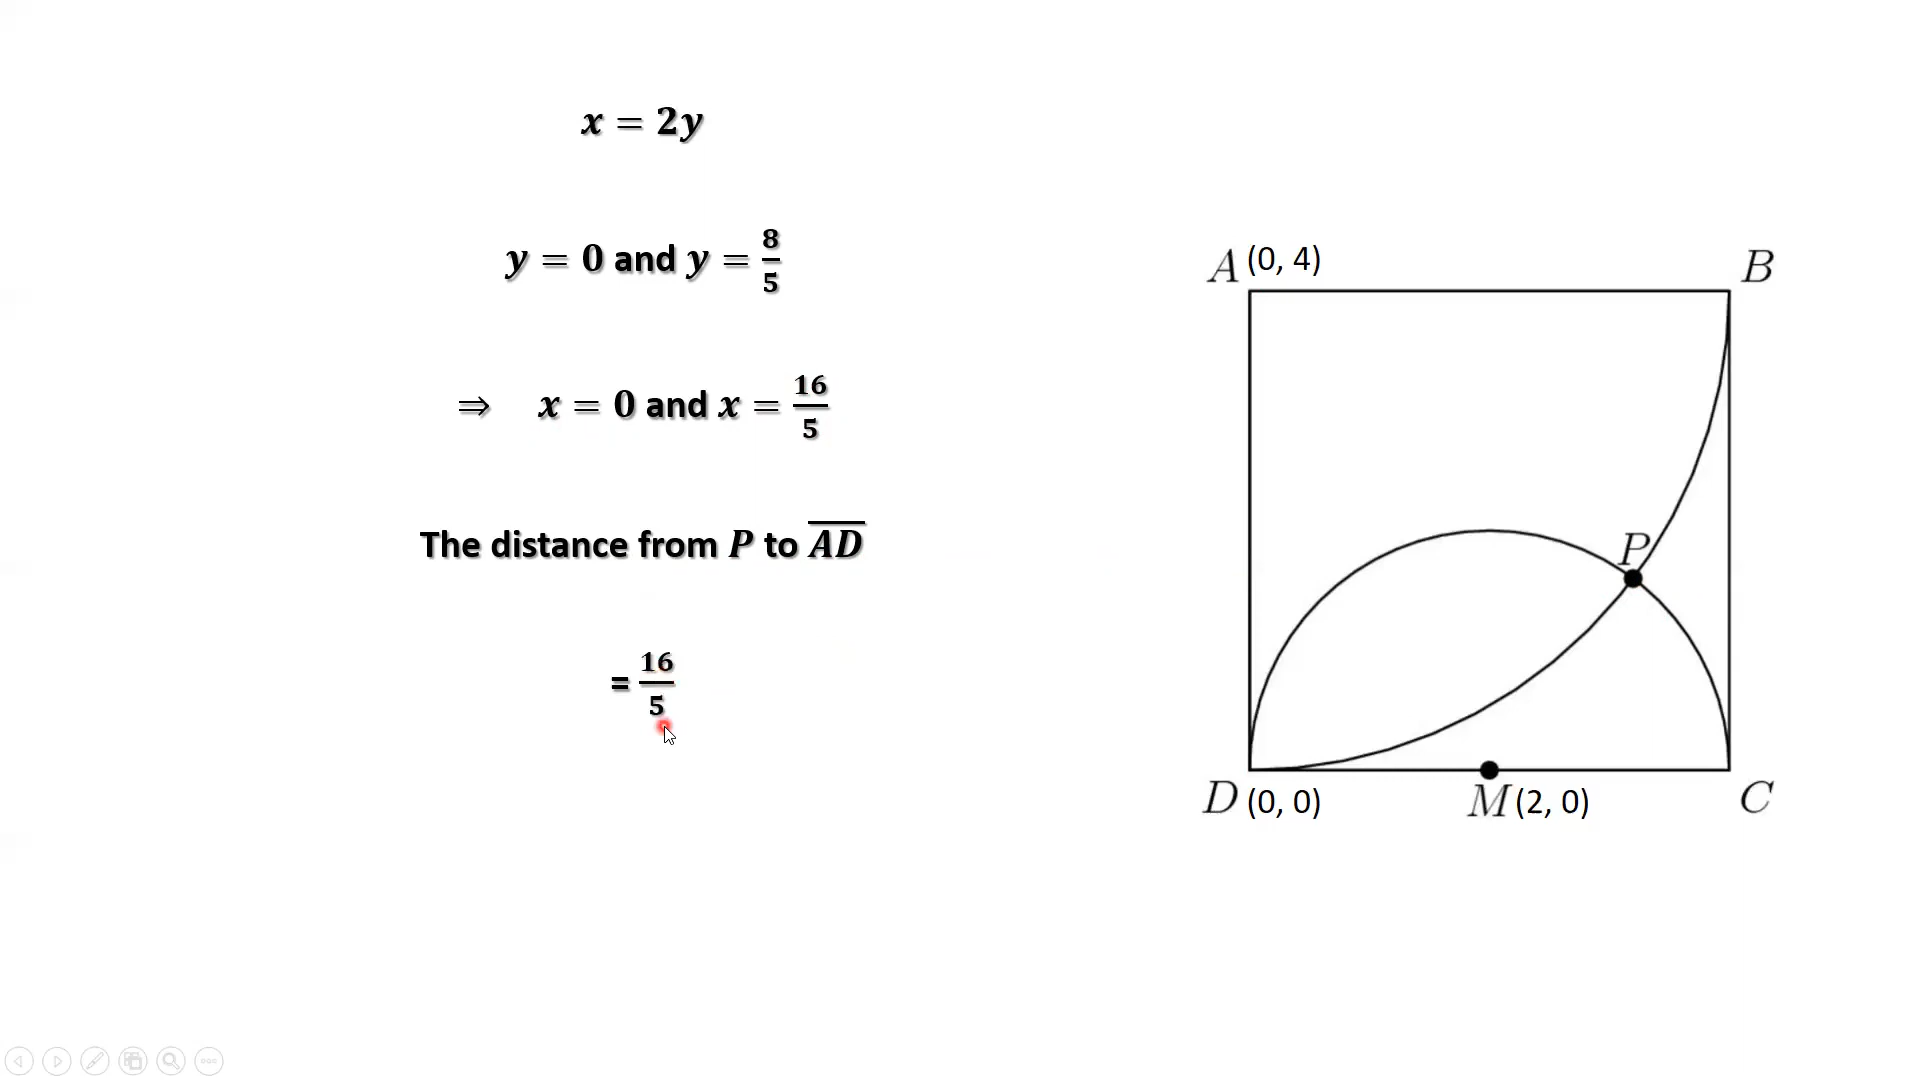 x = 2y
y = 0 and y = 8/5
⇒ x = 0 and x = 16/5
The distance from P to A̅D̅
= 16/5
A (0, 4) B
P
D (0, 0) M (2, 0) C